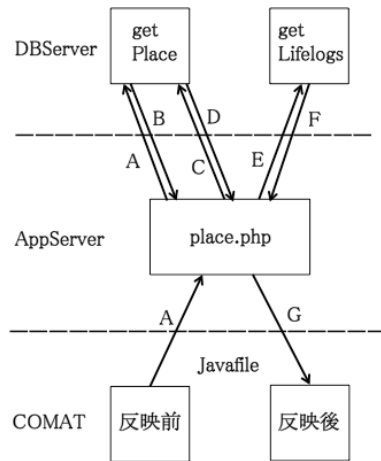 DBServer
get
Place
get
Lifelogs
B
D
F
A
C
E
AppServer
place.php
A
G
Javafile
COMAT
反映前
反映後